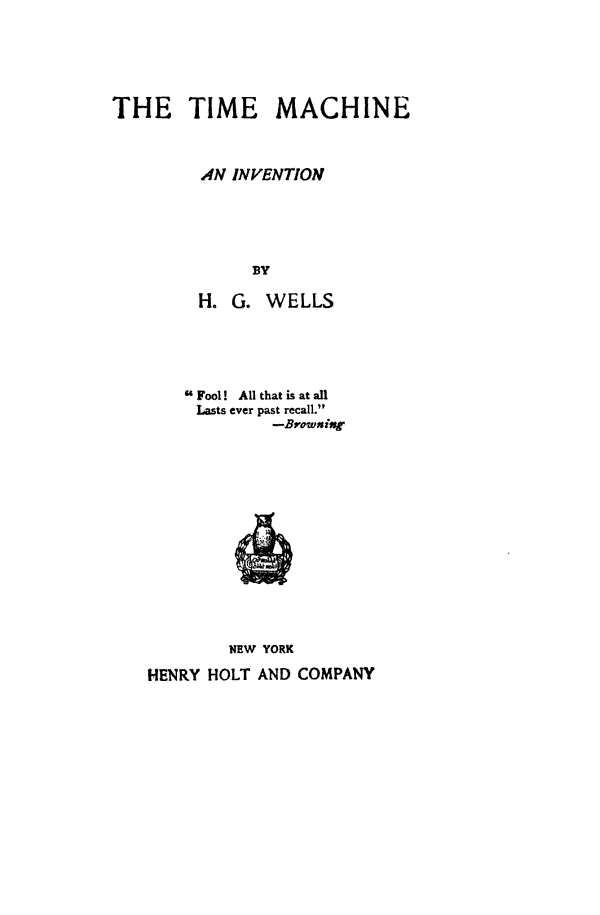 THE TIME MACHINE
AN INVENTION
BY
H. G. WELLS
“ Fool! All that is at all
Lasts ever past recall.”
—Browning
NEW YORK
HENRY HOLT AND COMPANY